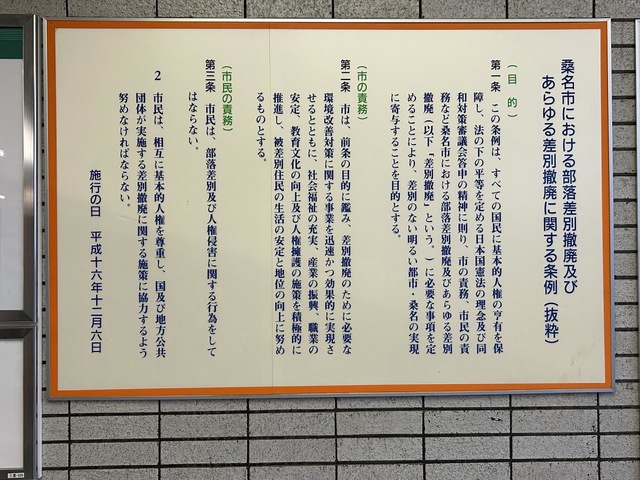 桑名市における部落差別撤廃及び
あらゆる差別撤廃に関する条例（抜粋）
（目 的）
第一条 この条例は、すべての国民に基本的人権の享有を保
障し、法の下の平等を定める日本国憲法の理念及び同
和対策審議会答申の精神に則り、市の責務、市民の責
務など桑名市における部落差別撤廃及びあらゆる差別
撤廃（以下「差別撤廃」という。）に必要な事項を定
めることにより、差別のない明るい都市・桑名の実現
に寄与することを目的とする。
（市の責務）
第二条 市は、前条の目的に鑑み、差別撤廃のために必要な
環境改善対策に関する事業を迅速かつ効果的に実現さ
せるとともに、社会福祉の充実、産業の振興、職業の
安定、教育文化の向上及び人権擁護の施策を積極的に
推進し、被差別住民の生活の安定と地位の向上に努め
るものとする。
（市民の責務）
第三条 市民は、部落差別及び人権侵害に関する行為をして
はならない。
2 市民は、相互に基本的人権を尊重し、国及び地方公共
団体が実施する差別撤廃に関する施策に協力するよう
努めなければならない。
施行の日 平成十六年十二月六日